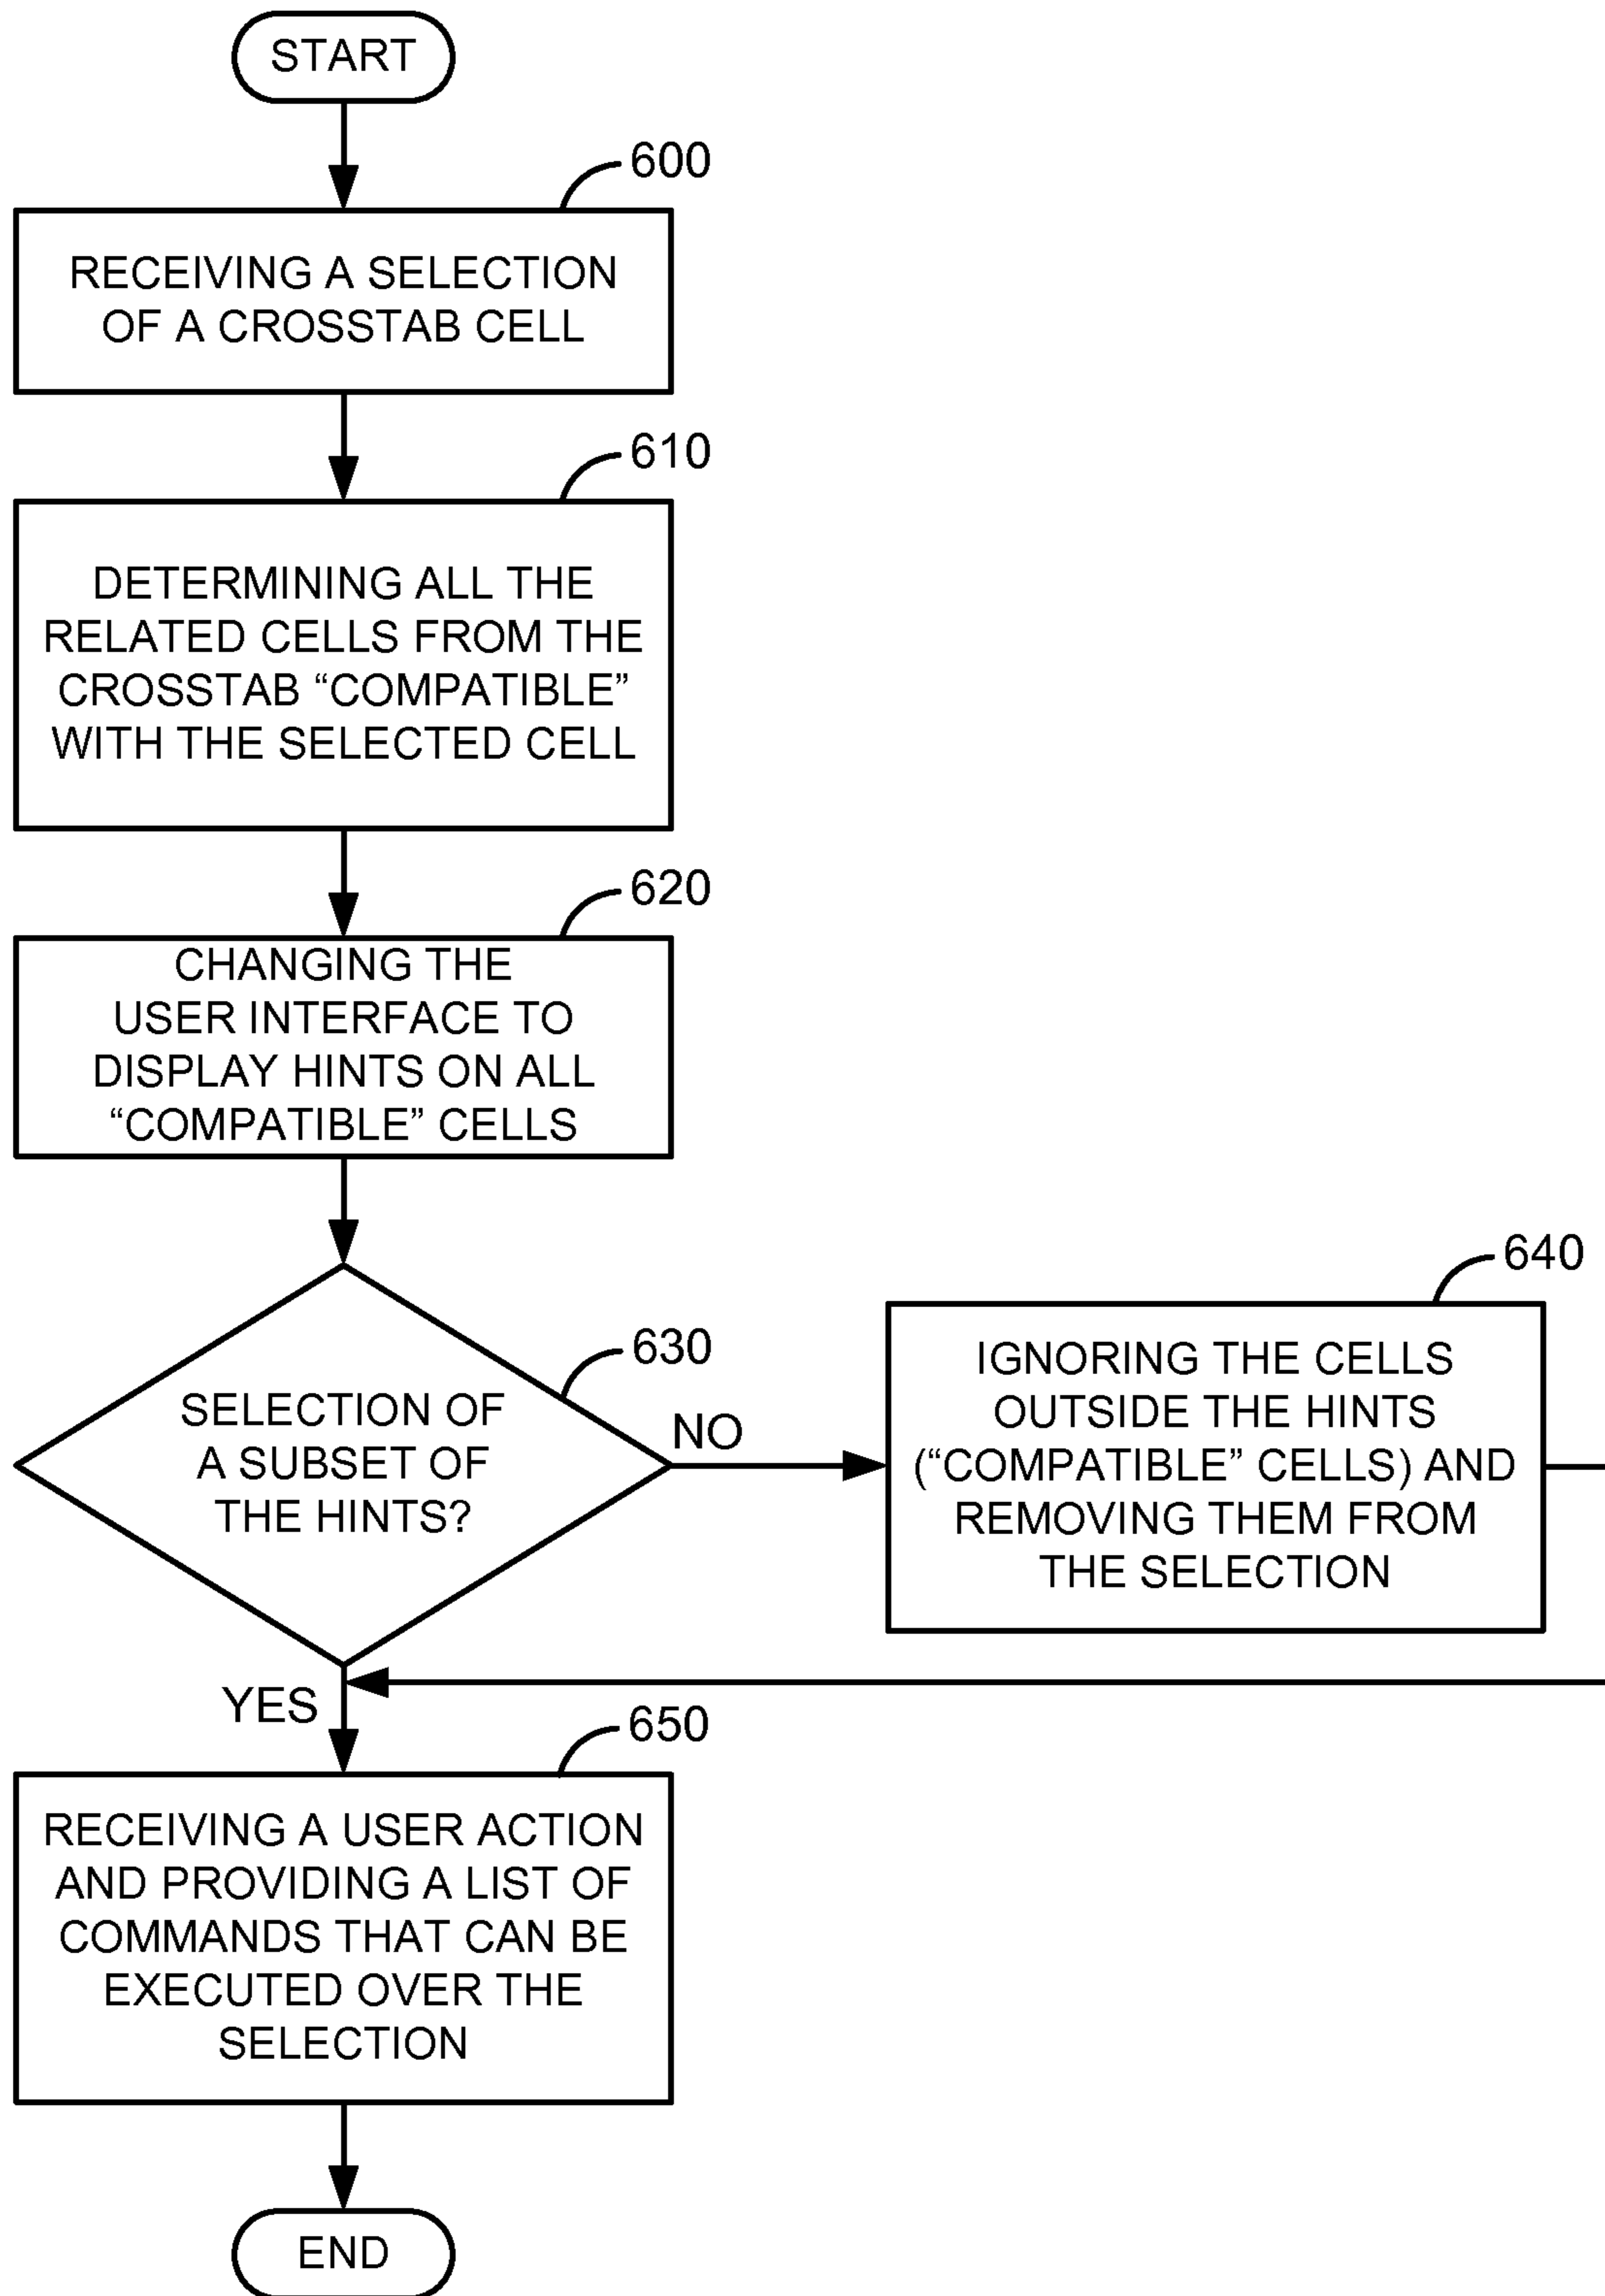 START
600
RECEIVING A SELECTION
OF A CROSSTAB CELL
610
DETERMINING ALL THE
RELATED CELLS FROM THE
CROSSTAB “COMPATIBLE”
WITH THE SELECTED CELL
620
CHANGING THE
USER INTERFACE TO
DISPLAY HINTS ON ALL
“COMPATIBLE” CELLS
630
SELECTION OF
A SUBSET OF
THE HINTS?
NO
640
IGNORING THE CELLS
OUTSIDE THE HINTS
(“COMPATIBLE” CELLS) AND
REMOVING THEM FROM
THE SELECTION
YES
650
RECEIVING A USER ACTION
AND PROVIDING A LIST OF
COMMANDS THAT CAN BE
EXECUTED OVER THE
SELECTION
END